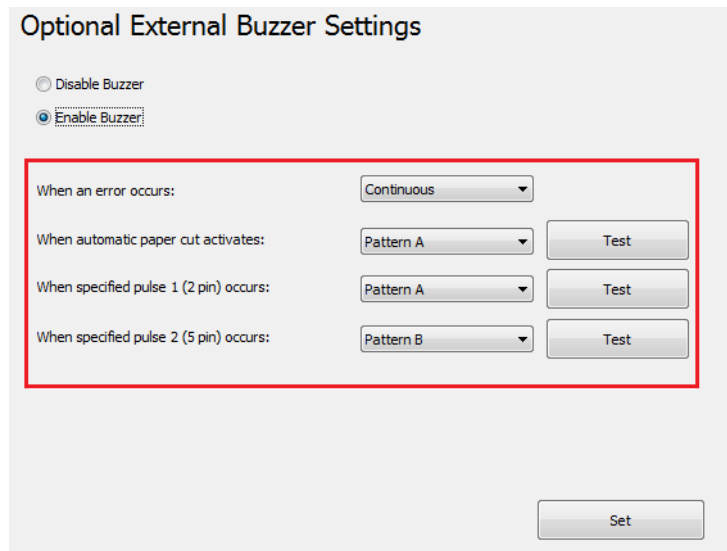 Optional External Buzzer Settings
Disable Buzzer
Enable Buzzer
When an error occurs: Continuous
When automatic paper cut activates: Pattern A Test
When specified pulse 1 (2 pin) occurs: Pattern A Test
When specified pulse 2 (5 pin) occurs: Pattern B Test
Set